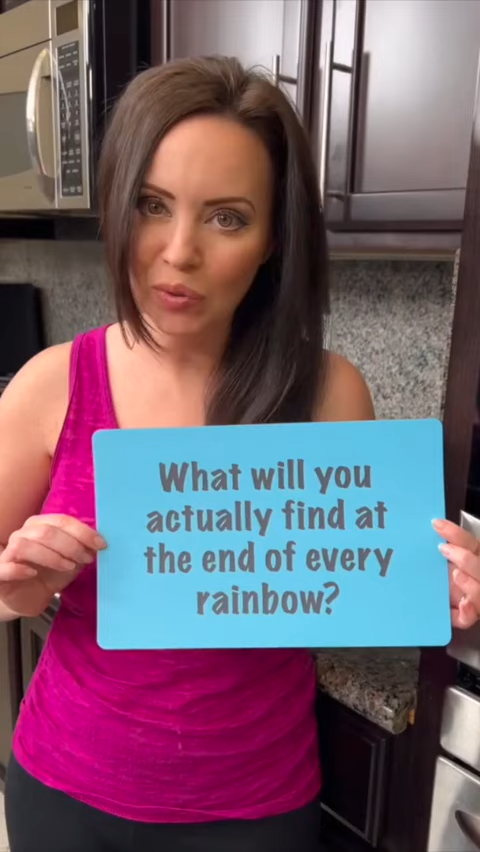 What will you
actually find at
the end of every
rainbow?